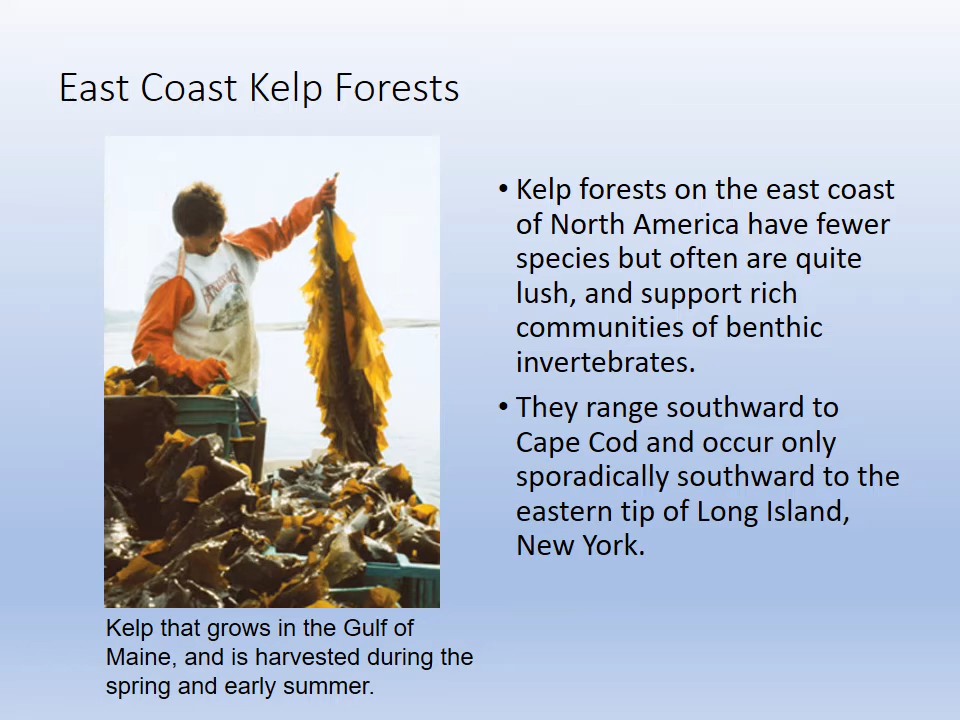 East Coast Kelp Forests
• Kelp forests on the east coast
of North America have fewer
species but often are quite
lush, and support rich
communities of benthic
invertebrates.
• They range southward to
Cape Cod and occur only
sporadically southward to the
eastern tip of Long Island,
New York.
Kelp that grows in the Gulf of
Maine, and is harvested during the
spring and early summer.